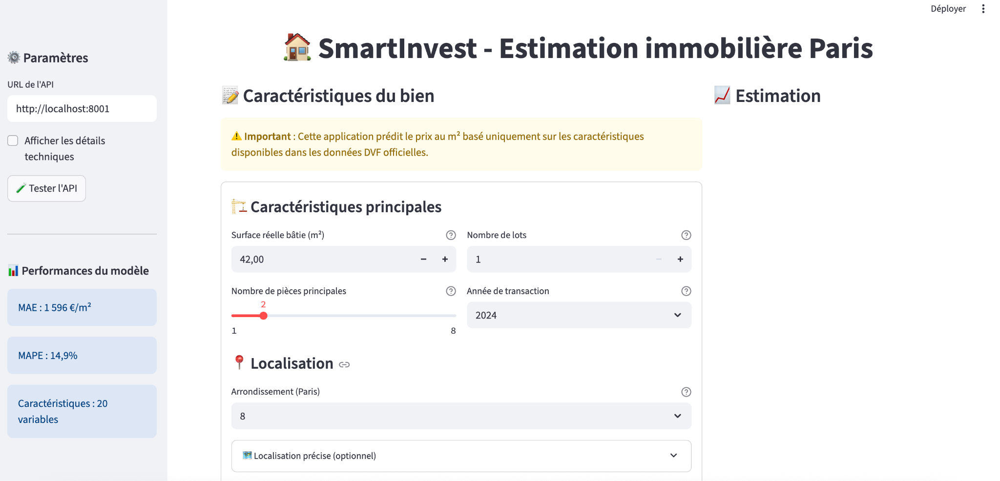 Déployer
Paramètres
URL de l'API
http://localhost:8001
Afficher les détails
techniques
Tester l'API
Performances du modèle
MAE : 1 596 €/m²
MAPE : 14,9%
Caractéristiques : 20
variables
SmartInvest - Estimation immobilière Paris
Caractéristiques du bien
Important : Cette application prédit le prix au m² basé uniquement sur les caractéristiques
disponibles dans les données DVF officielles.
Caractéristiques principales
Surface réelle bâtie (m²)
42,00
Nombre de lots
1
Nombre de pièces principales
2
1
8
Année de transaction
2024
Localisation
Arrondissement (Paris)
8
Localisation précise (optionnel)
Estimation